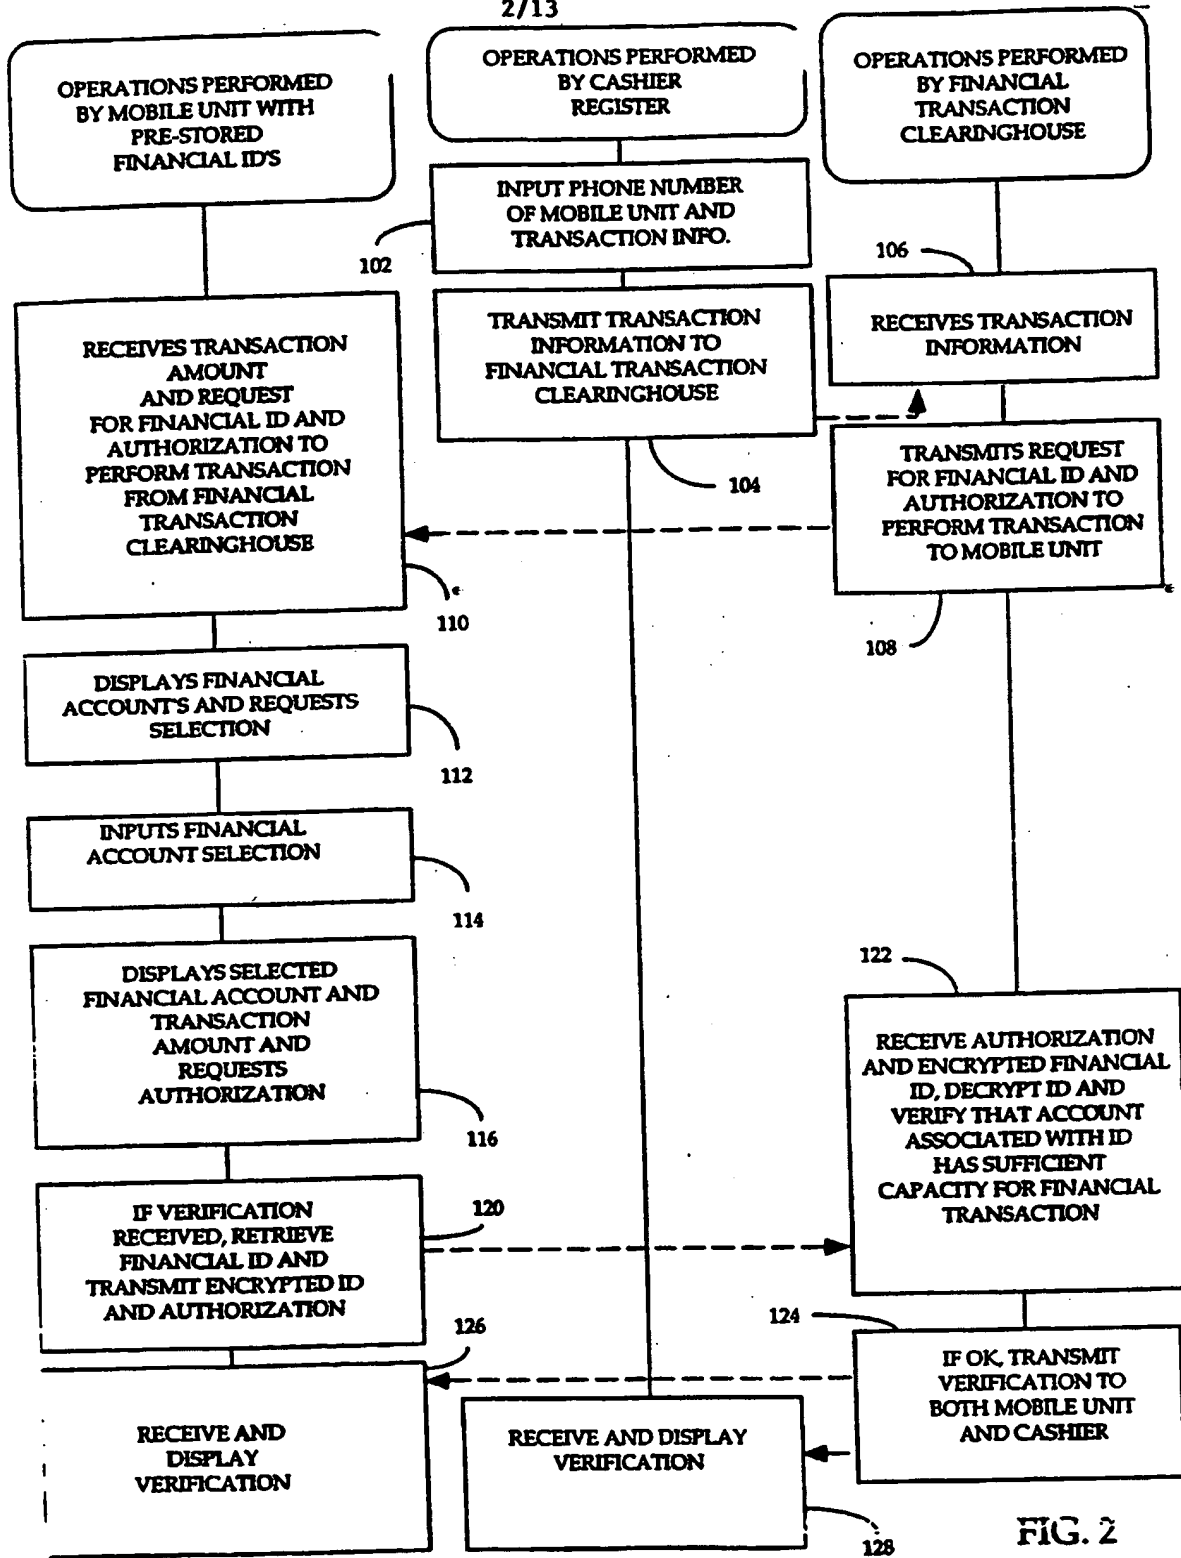 2/13
OPERATIONS PERFORMED
BY MOBILE UNIT WITH
PRE-STORED
FINANCIAL ID'S
OPERATIONS PERFORMED
BY CASHIER
REGISTER
OPERATIONS PERFORMED
BY FINANCIAL
TRANSACTION
CLEARINGHOUSE
INPUT PHONE NUMBER
OF MOBILE UNIT AND
TRANSACTION INFO.
102
106
RECEIVES TRANSACTION
AMOUNT
AND REQUEST
FOR FINANCIAL ID AND
AUTHORIZATION TO
PERFORM TRANSACTION
FROM FINANCIAL
TRANSACTION
CLEARINGHOUSE
110
TRANSMIT TRANSACTION
INFORMATION TO
FINANCIAL TRANSACTION
CLEARINGHOUSE
104
RECEIVES TRANSACTION
INFORMATION
TRANSMITS REQUEST
FOR FINANCIAL ID AND
AUTHORIZATION TO
PERFORM TRANSACTION
TO MOBILE UNIT
108
DISPLAYS FINANCIAL
ACCOUNT'S AND REQUESTS
SELECTION
112
INPUTS FINANCIAL
ACCOUNT SELECTION
114
DISPLAYS SELECTED
FINANCIAL ACCOUNT AND
TRANSACTION
AMOUNT AND
REQUESTS
AUTHORIZATION
116
122
RECEIVE AUTHORIZATION
AND ENCRYPTED FINANCIAL
ID, DECRYPT ID AND
VERIFY THAT ACCOUNT
ASSOCIATED WITH ID
HAS SUFFICIENT
CAPACITY FOR FINANCIAL
TRANSACTION
IF VERIFICATION
RECEIVED, RETRIEVE
FINANCIAL ID AND
TRANSMIT ENCRYPTED ID
AND AUTHORIZATION
120
124
IF OK, TRANSMIT
VERIFICATION TO
BOTH MOBILE UNIT
AND CASHIER
126
RECEIVE AND
DISPLAY
VERIFICATION
RECEIVE AND DISPLAY
VERIFICATION
128
FIG. 2